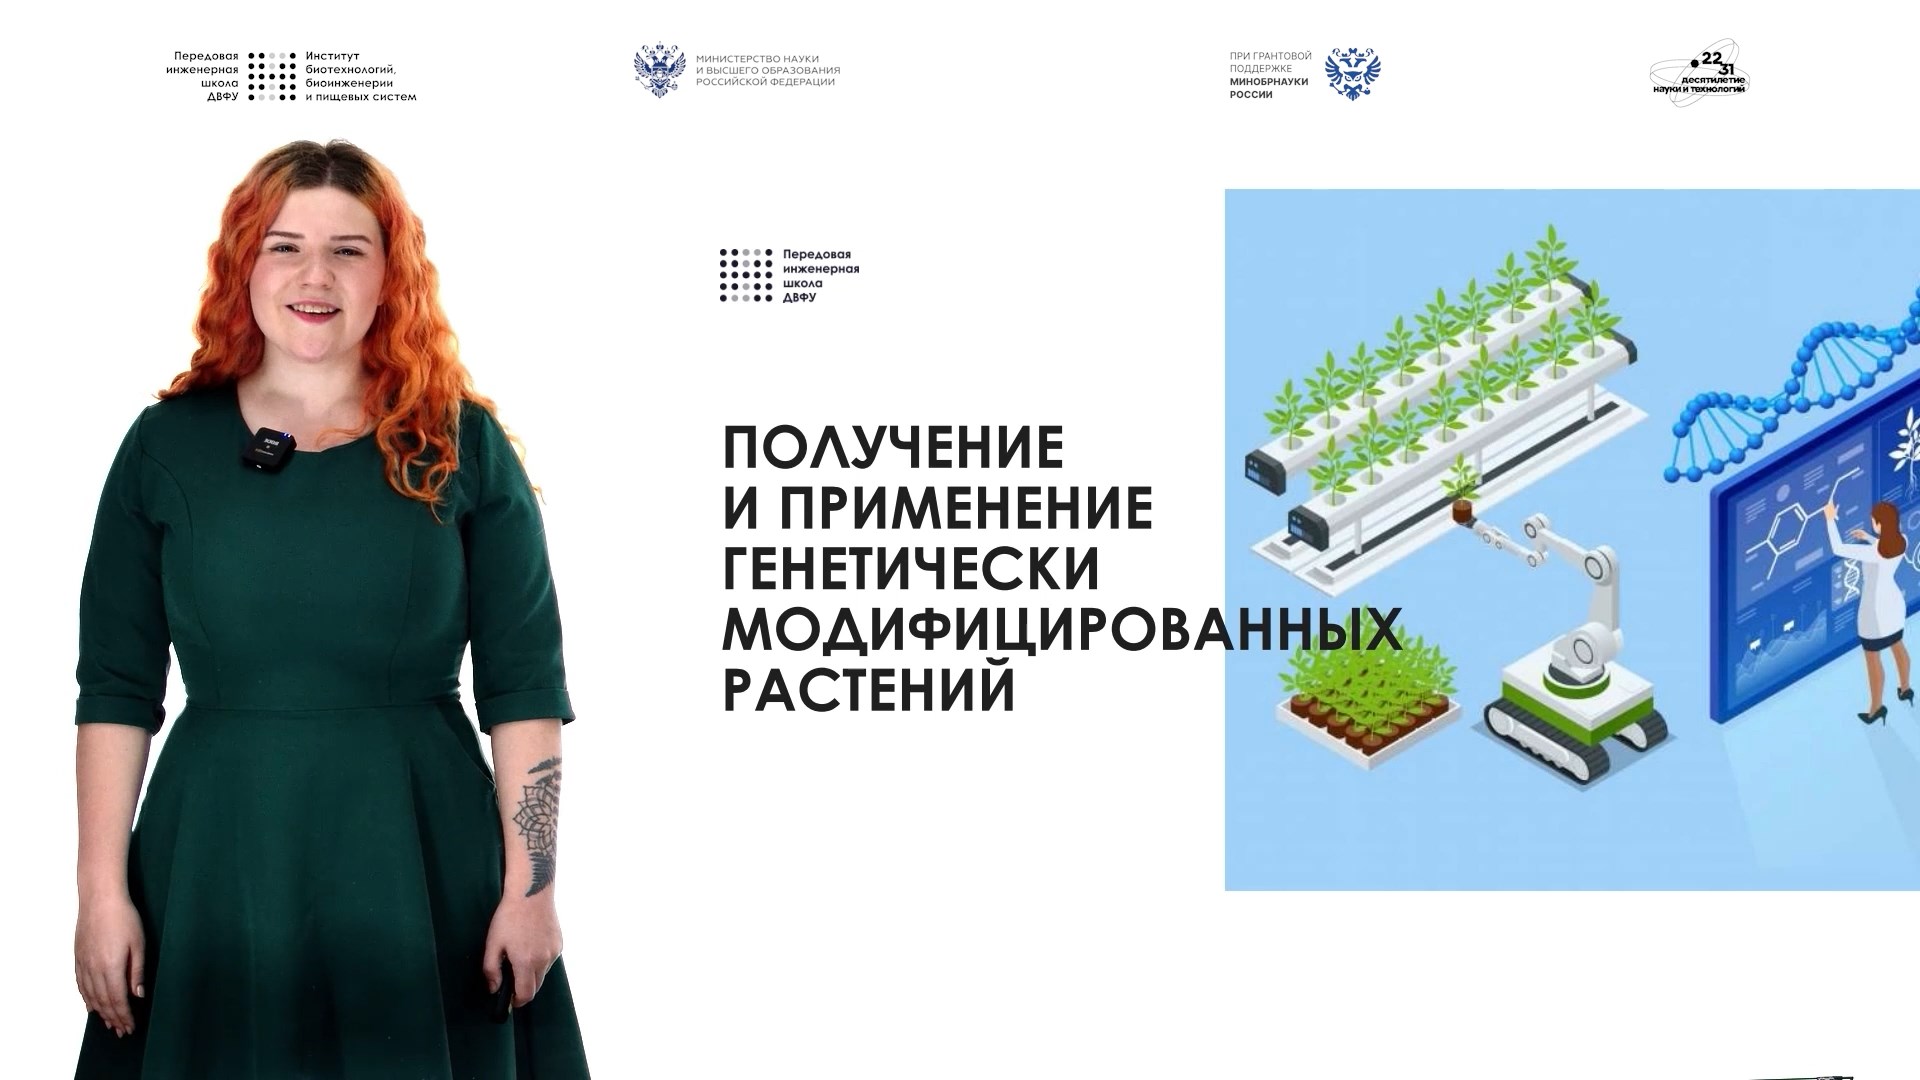 Передовая
инженерная
школа
ДВФУ
Институт
биотехнологий,
биоинженерии
и пищевых систем
МИНИСТЕРСТВО НАУКИ
И ВЫСШЕГО ОБРАЗОВАНИЯ
РОССИЙСКОЙ ФЕДЕРАЦИИ
ПРИ ГРАНТОВОЙ
ПОДДЕРЖКЕ
МИНОБРНАУКИ
РОССИИ
22
31
десятилетие
науки и технологий
Передовая
инженерная
школа
ДВФУ
ПОЛУЧЕНИЕ
И ПРИМЕНЕНИЕ
ГЕНЕТИЧЕСКИ
МОДИФИЦИРОВАННЫХ
РАСТЕНИЙ